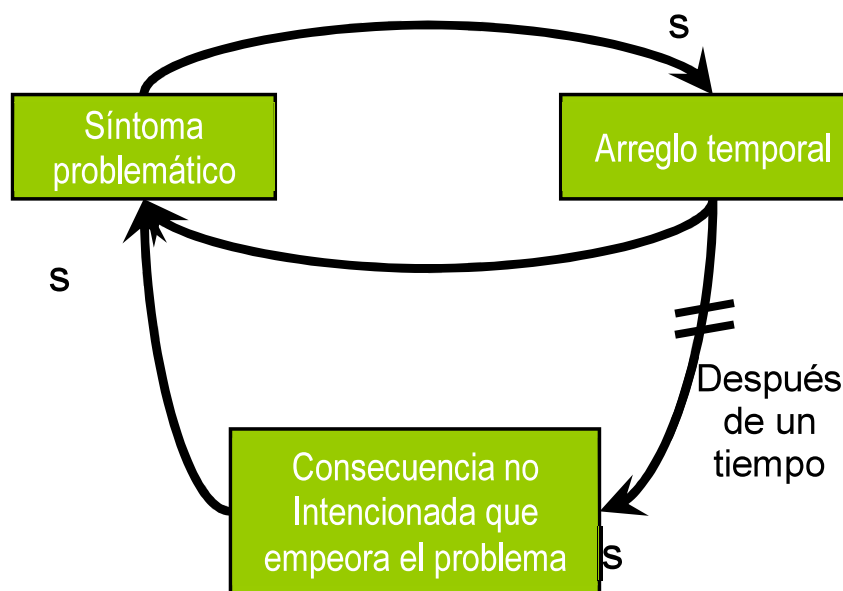 s
Síntoma
problemático
Arreglo temporal
s
Después
de un
tiempo
Consecuencia no
Intencionada que
empeora el problema
s